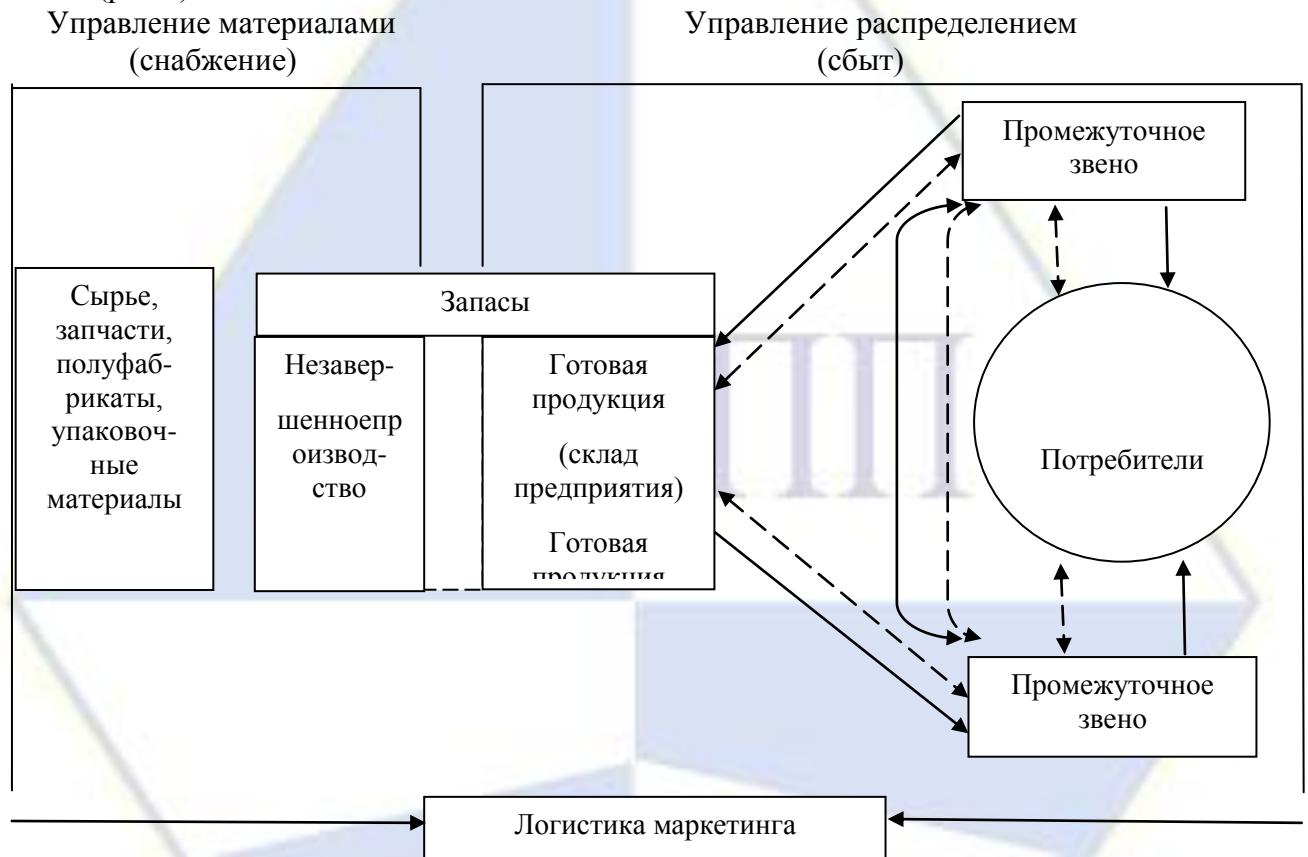 Управление материалами
(снабжение)
Управление распределением
(сбыт)
Промежуточное
звено
Сырье,
запчасти,
полуфаб-
рикаты,
упаковоч-
ные
материалы
Запасы
Незавер-
шенноепр
оизвод-
ство
Готовая
продукция
(склад
предприятия)
Готовая
продукция
Потребители
Промежуточное
звено
Логистика маркетинга